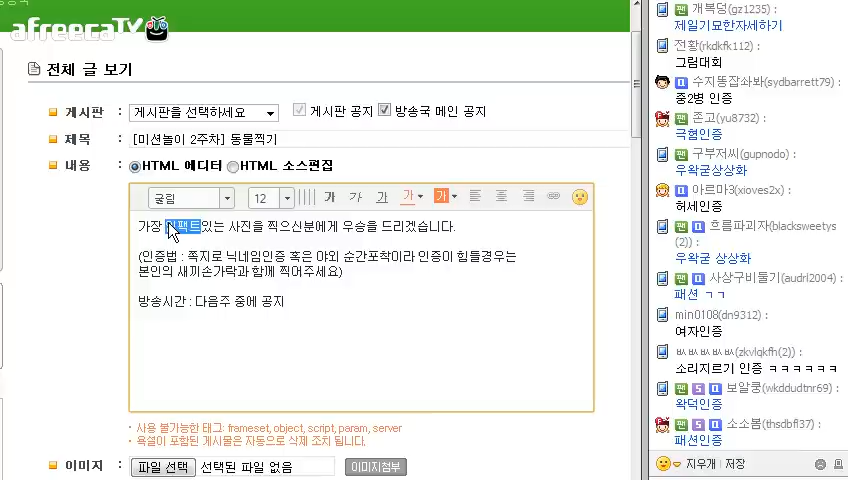 afreecaTV
전체 글 보기
게시판 : 게시판을 선택하세요 게시판 공지 방송국 메인 공지
제목 : [미션놀이 2주차] 동물찍기
내용 : HTML 에디터 HTML 소스편집
굴림 12 가 가 가 가 가
가장 임팩트있는 사진을 찍으신분에게 우승을 드리겠습니다.
(인증법 : 쪽지로 닉네임인증 혹은 야외 순간포착이라 인증이 힘들경우는
본인의 새끼손가락과 함께 찍어주세요)
방송시간 : 다음주 중에 공지
· 사용 불가능한 태그: frameset, object, script, param, server
· 욕설이 포함된 게시물은 자동으로 삭제 조치 됩니다.
이미지 : 파일 선택 선택된 파일 없음 이미지첨부
팬 개복덩(gz1235) :
제일기묘한자세하기
전황(rkdkfk112) :
그림대회
수지똥잡솨봐(sydbarrett79) :
중2병 인증
팬 존고(yu8732) :
극혐인증
팬 구부저씨(gupnodo) :
우왁굳상상화
팬 아르마3(xioves2x) :
허세인증
팬 흐름파괴자(blacksweetys
(2)) :
우왁굳 상상화
팬 사상구비둘기(audrl2004) :
패션 ㄱㄱ
min0108(dn9312) :
여자인증
ㅄㅄㅄㅄㅄ(zkvlqkfh(2)) :
소리지르기 인증 ㅋㅋㅋㅋㅋㅋ
팬 S 보알쿵(wkddudtnr69) :
왁덕인증
팬 S 소소봄(thsdbfl37) :
패션인증
지우개 저장